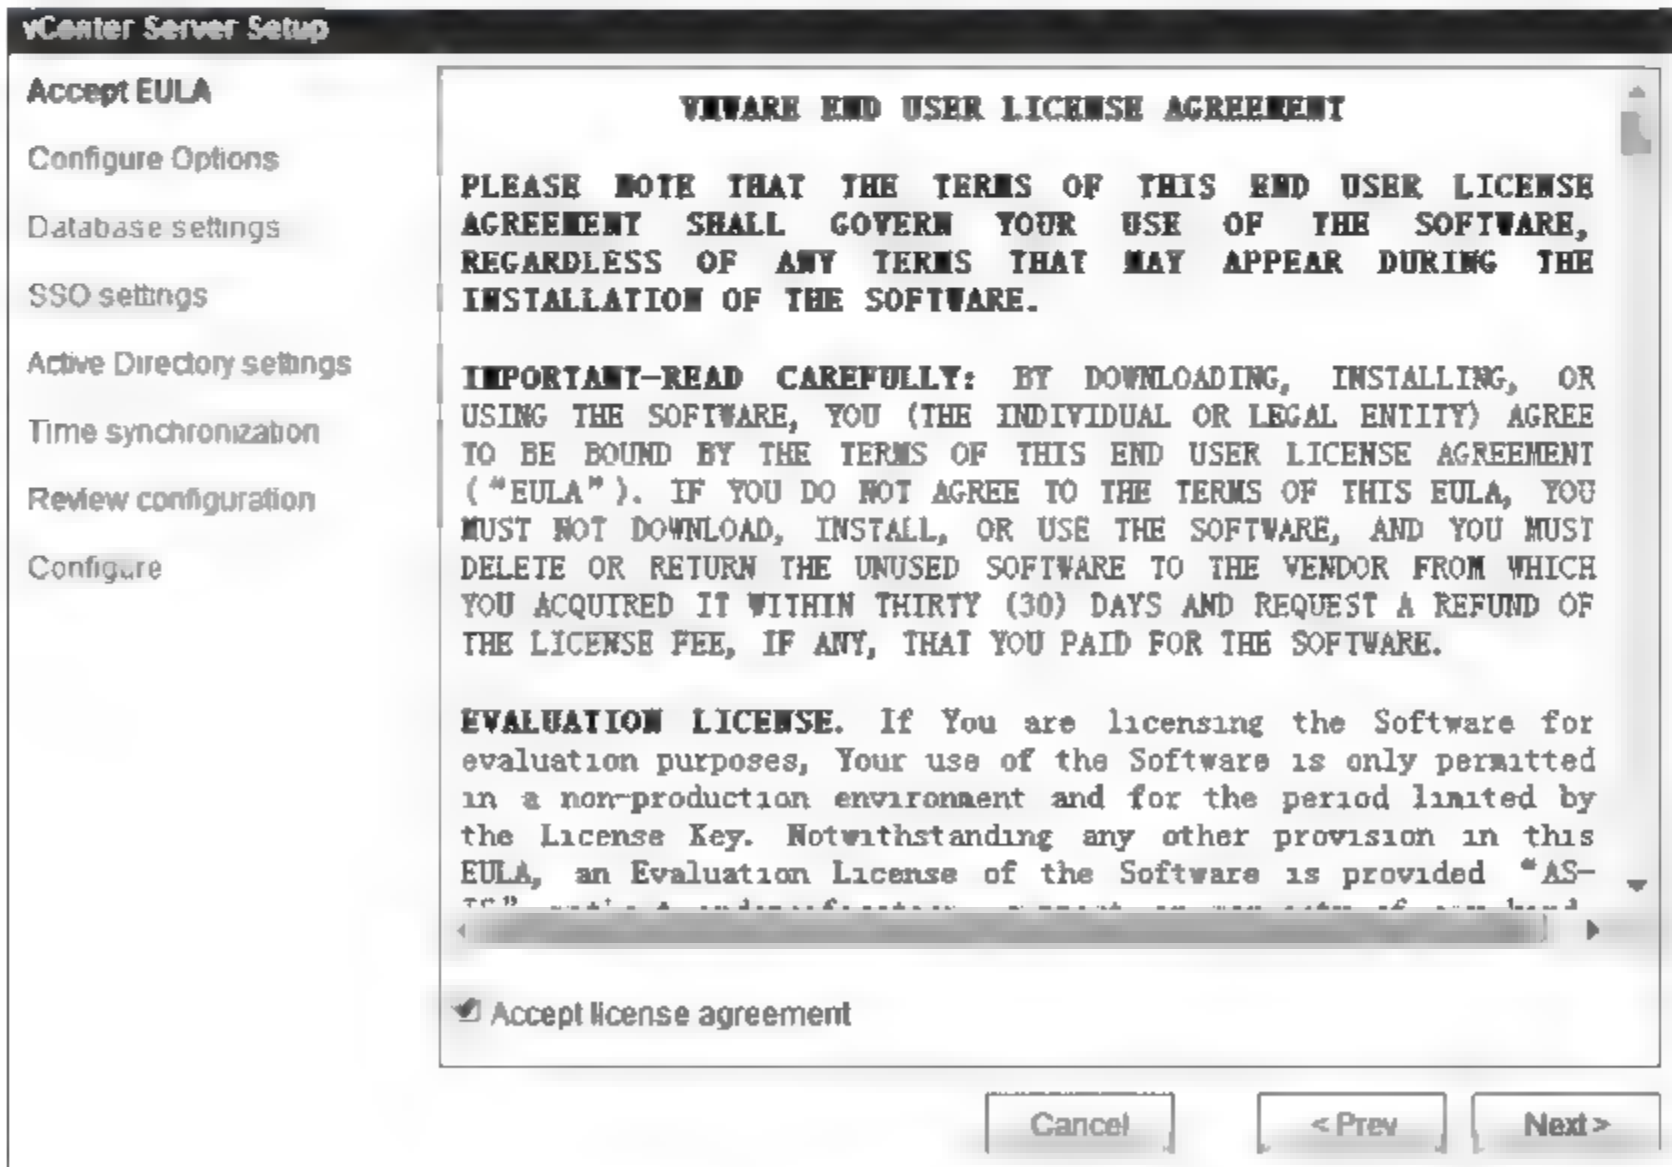 vCenter Server Setup
Accept EULA
Configure Options
Database settings
SSO settings
Active Directory settings
Time synchronization
Review configuration
Configure
VMWARE END USER LICENSE AGREEMENT
PLEASE NOTE THAT THE TERMS OF THIS END USER LICENSE
AGREEMENT SHALL GOVERN YOUR USE OF THE SOFTWARE,
REGARDLESS OF ANY TERMS THAT MAY APPEAR DURING THE
INSTALLATION OF THE SOFTWARE.
IMPORTANT-READ CAREFULLY: BY DOWNLOADING, INSTALLING, OR
USING THE SOFTWARE, YOU (THE INDIVIDUAL OR LEGAL ENTITY) AGREE
TO BE BOUND BY THE TERMS OF THIS END USER LICENSE AGREEMENT
("EULA"). IF YOU DO NOT AGREE TO THE TERMS OF THIS EULA, YOU
MUST NOT DOWNLOAD, INSTALL, OR USE THE SOFTWARE, AND YOU MUST
DELETE OR RETURN THE UNUSED SOFTWARE TO THE VENDOR FROM WHICH
YOU ACQUIRED IT WITHIN THIRTY (30) DAYS AND REQUEST A REFUND OF
THE LICENSE FEE, IF ANY, THAT YOU PAID FOR THE SOFTWARE.
EVALUATION LICENSE. If You are licensing the Software for
evaluation purposes, Your use of the Software is only permitted
in a non-production environment and for the period limited by
the License Key. Notwithstanding any other provision in this
EULA, an Evaluation License of the Software is provided "AS-
Accept license agreement
Cancel
< Prev
Next >